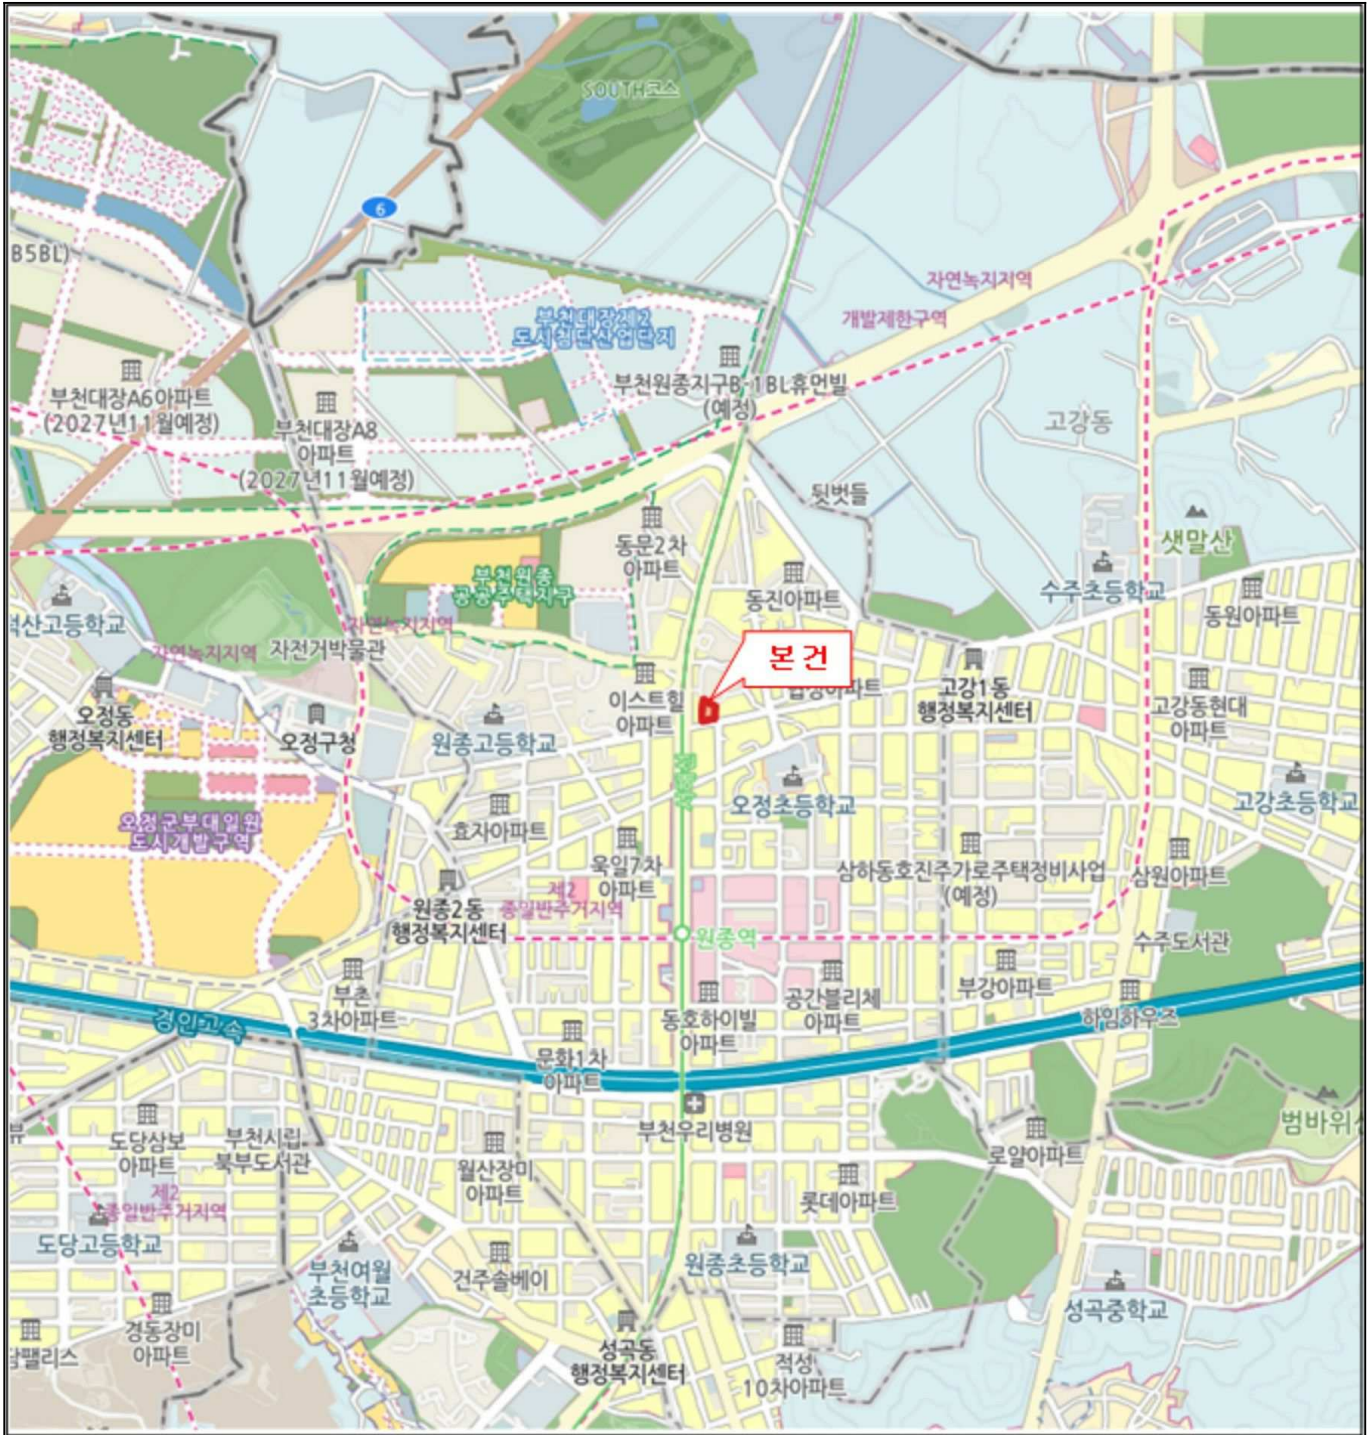 SOUTH코스
6
B5BL)
자연녹지지역
개발제한구역
부천대장제2
도시첨단산업단지
부천원종지구B-1BL휴먼빌
(예정)
부천대장A6아파트
(2027년11월예정)
부천대장A8
아파트
(2027년11월예정)
고강동
뒷벗들
샛말산
동문2차
아파트
부천원종
공공주택지구
동진아파트
수주초등학교
동원아파트
덕산고등학교
자연녹지지역
자연녹지지역
자전거박물관
본 건
이스트힐
아파트
고강1동
행정복지센터
고강동현대
아파트
오정동
행정복지센터
오정구청
원종고등학교
오정초등학교
고강초등학교
오정군부대일원
도시개발구역
효자아파트
욱일7차
아파트
삼하동호진주가로주택정비사업
(예정)
삼원아파트
제2
종일반주거지역
원종2동
행정복지센터
원종역
수주도서관
부촌
3차아파트
동호하이빌
아파트
공간블리체
아파트
부강아파트
하임하우즈
경인고속
문화1차
아파트
부천우리병원
범바위산
뷰
도당삼보
아파트
부천시립
북부도서관
월산장미
아파트
로얄아파트
롯데아파트
제2
종일반주거지역
도당고등학교
부천여월
초등학교
건주솔베이
원종초등학교
성곡중학교
경동장미
아파트
담팰리스
성곡동
행정복지센터
적성
10차아파트